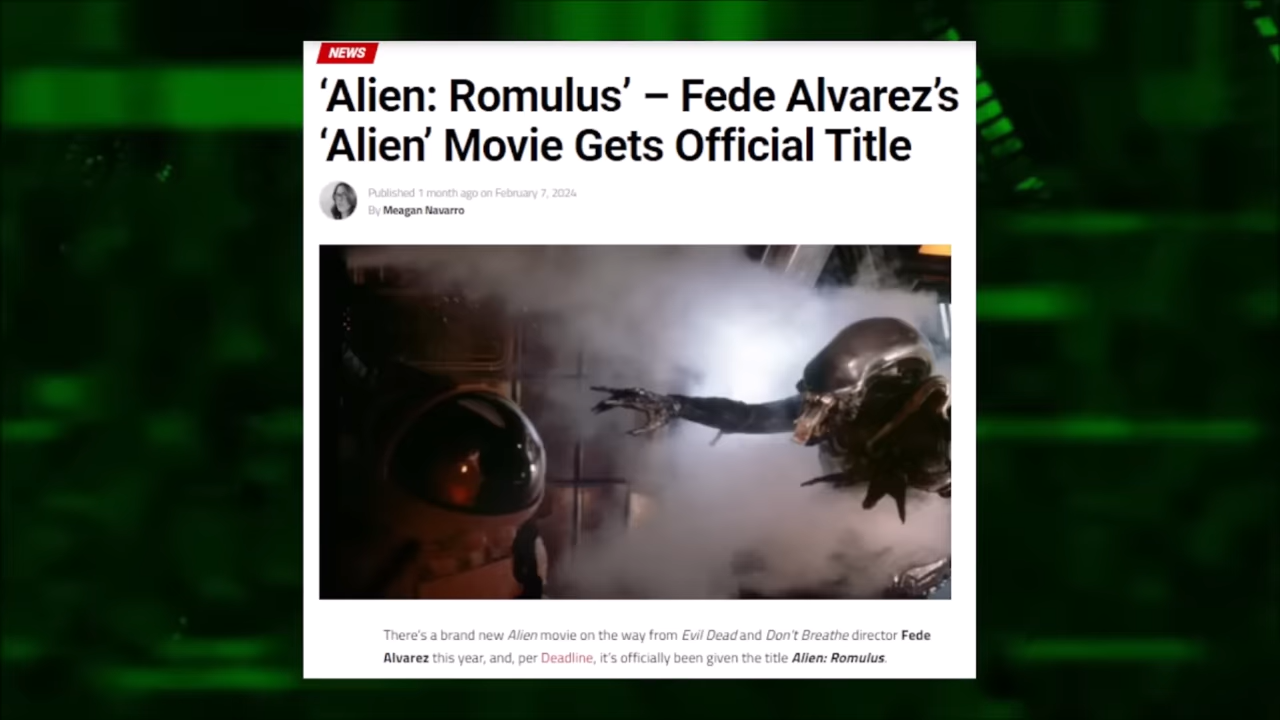 NEWS
‘Alien: Romulus’ – Fede Alvarez’s
‘Alien’ Movie Gets Official Title
Published 1 month ago on February 7, 2024
By Meagan Navarro
There’s a brand new Alien movie on the way from Evil Dead and Don’t Breathe director Fede
Alvarez this year, and, per Deadline, it’s officially been given the title Alien: Romulus.